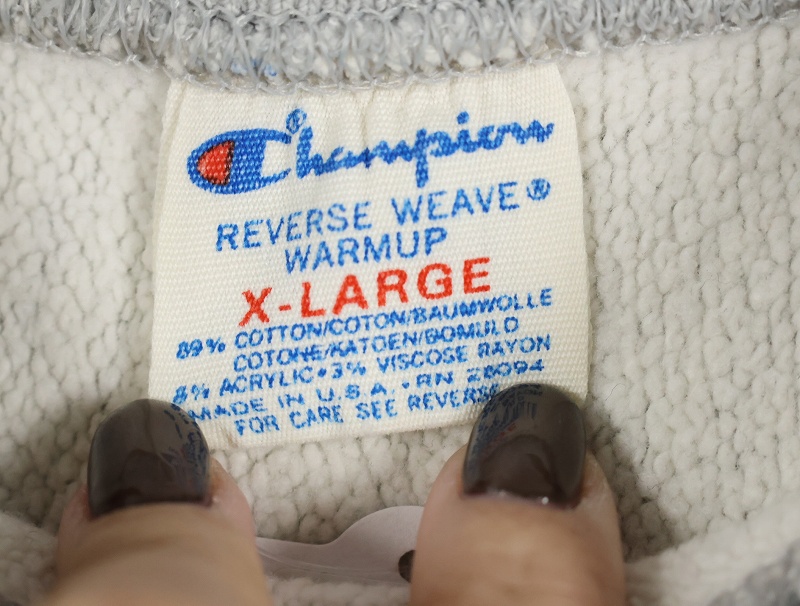 Champion
REVERSE WEAVE®
WARMUP
X-LARGE
89% COTTON/COTON/BAUMWOLLE
COTONE/KATOEN/BOMULD
8% ACRYLIC • 3% VISCOSE RAYON
MADE IN U.S.A. • RN 26094
FOR CARE SEE REVERSE